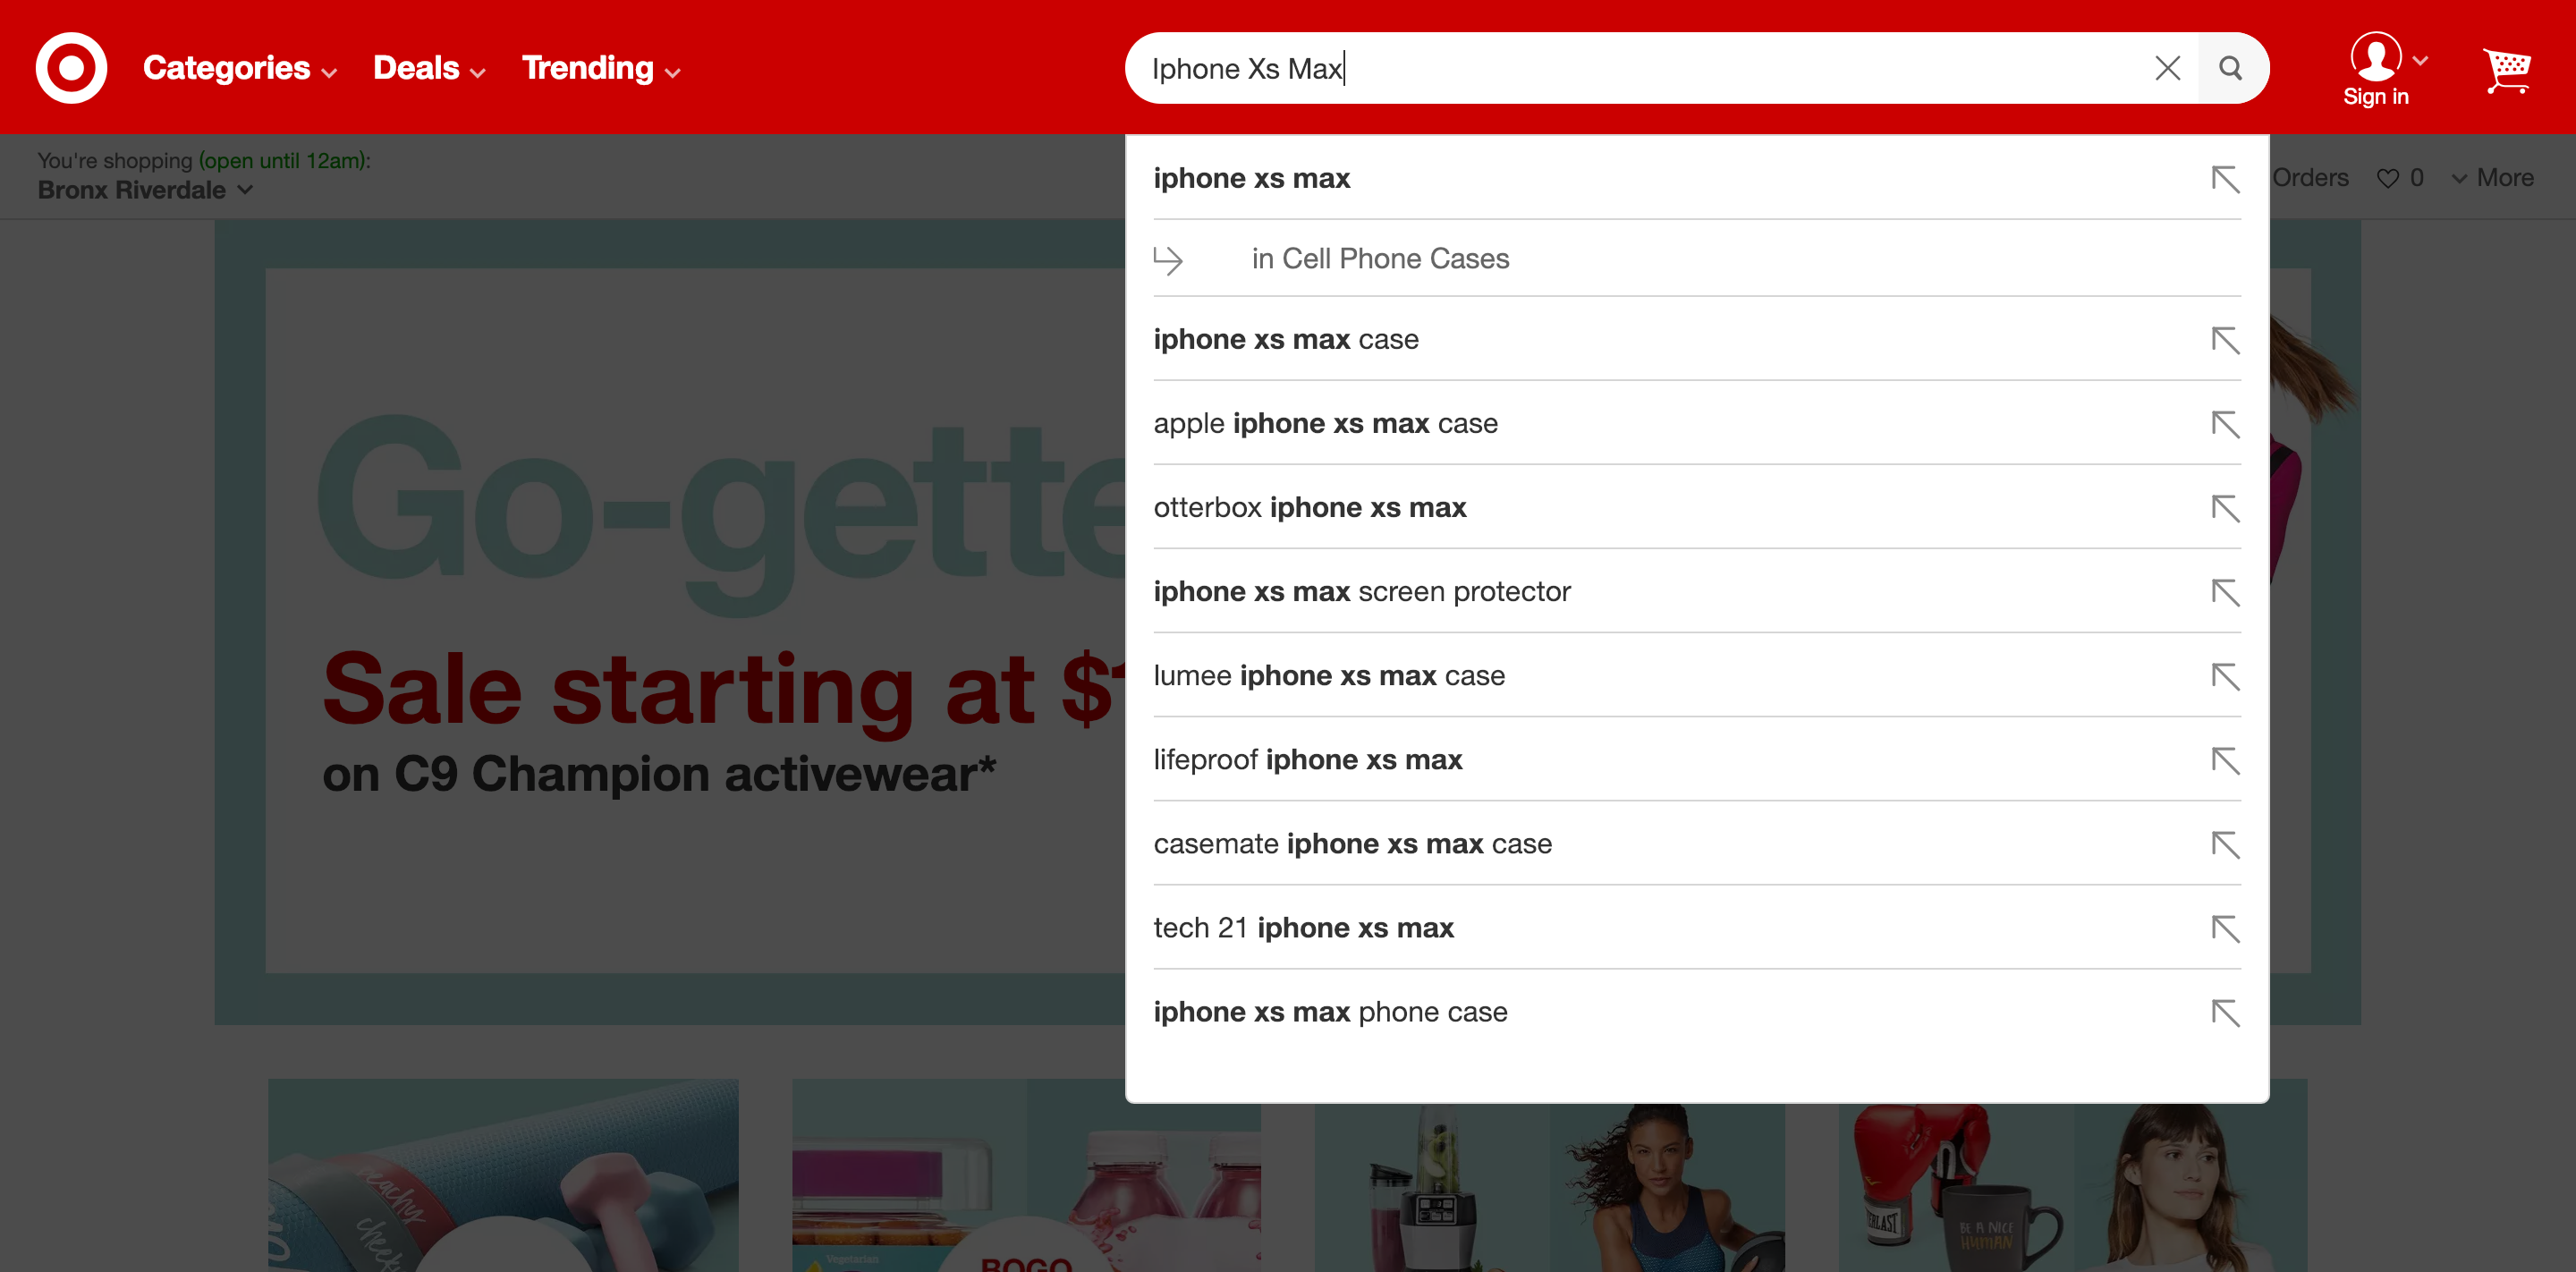 Categories
Deals
Trending
Iphone Xs Max
Sign in
You're shopping (open until 12am):
Bronx Riverdale
Orders
0
More
iphone xs max
in Cell Phone Cases
iphone xs max case
apple iphone xs max case
otterbox iphone xs max
iphone xs max screen protector
lumee iphone xs max case
lifeproof iphone xs max
casemate iphone xs max case
tech 21 iphone xs max
iphone xs max phone case
Go-gette
Sale starting at $1
on C9 Champion activewear*
peachy
cheeky
Vegetarian
BOGO
BE A NICE
HUMAN